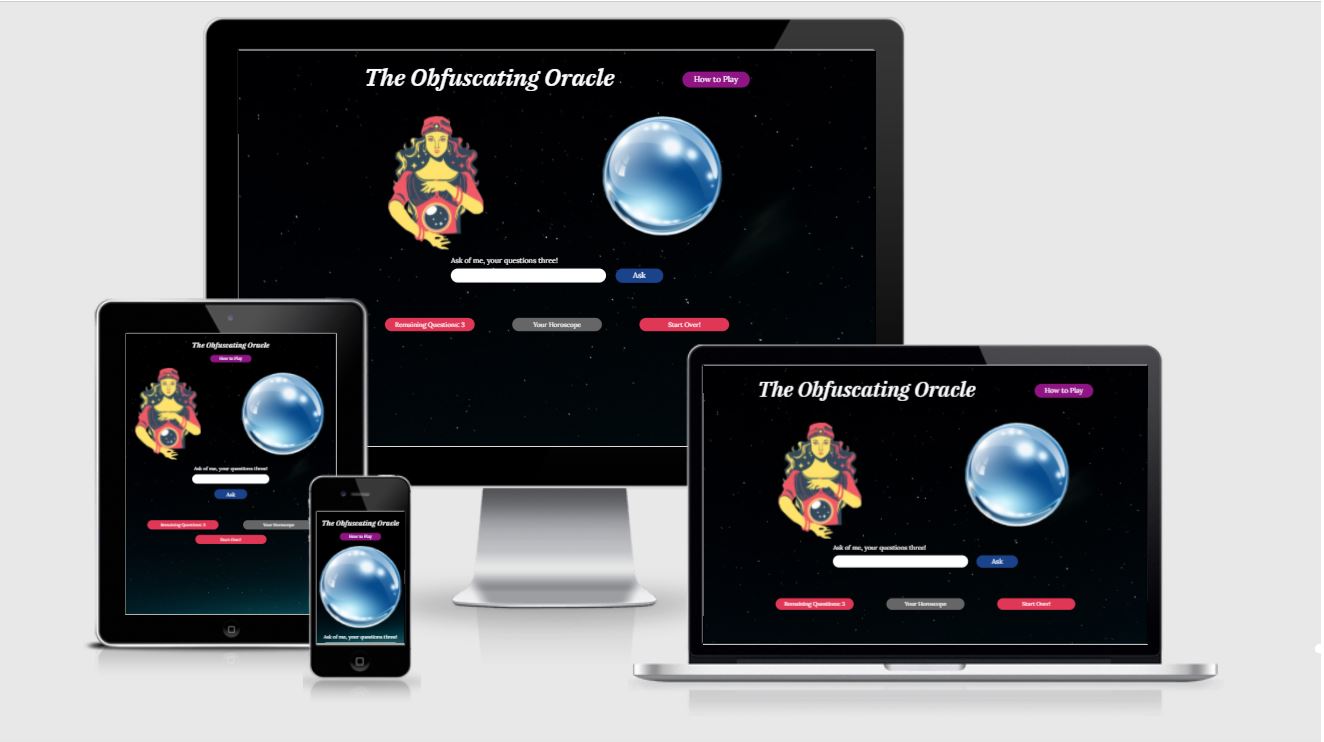 The Obfuscating Oracle
How to Play
Ask of me, your questions three!
Ask
Remaining Questions: 3
Your Horoscope
Start Over!
The Obfuscating Oracle
How to Play
Ask of me, your questions three!
Ask
Remaining Questions: 3
Your Horoscope
Start Over!
The Obfuscating Oracle
How to Play
Ask of me, your questions three!
The Obfuscating Oracle
How to Play
Ask of me, your questions three!
Ask
Remaining Questions: 3
Your Horoscope
Start Over!